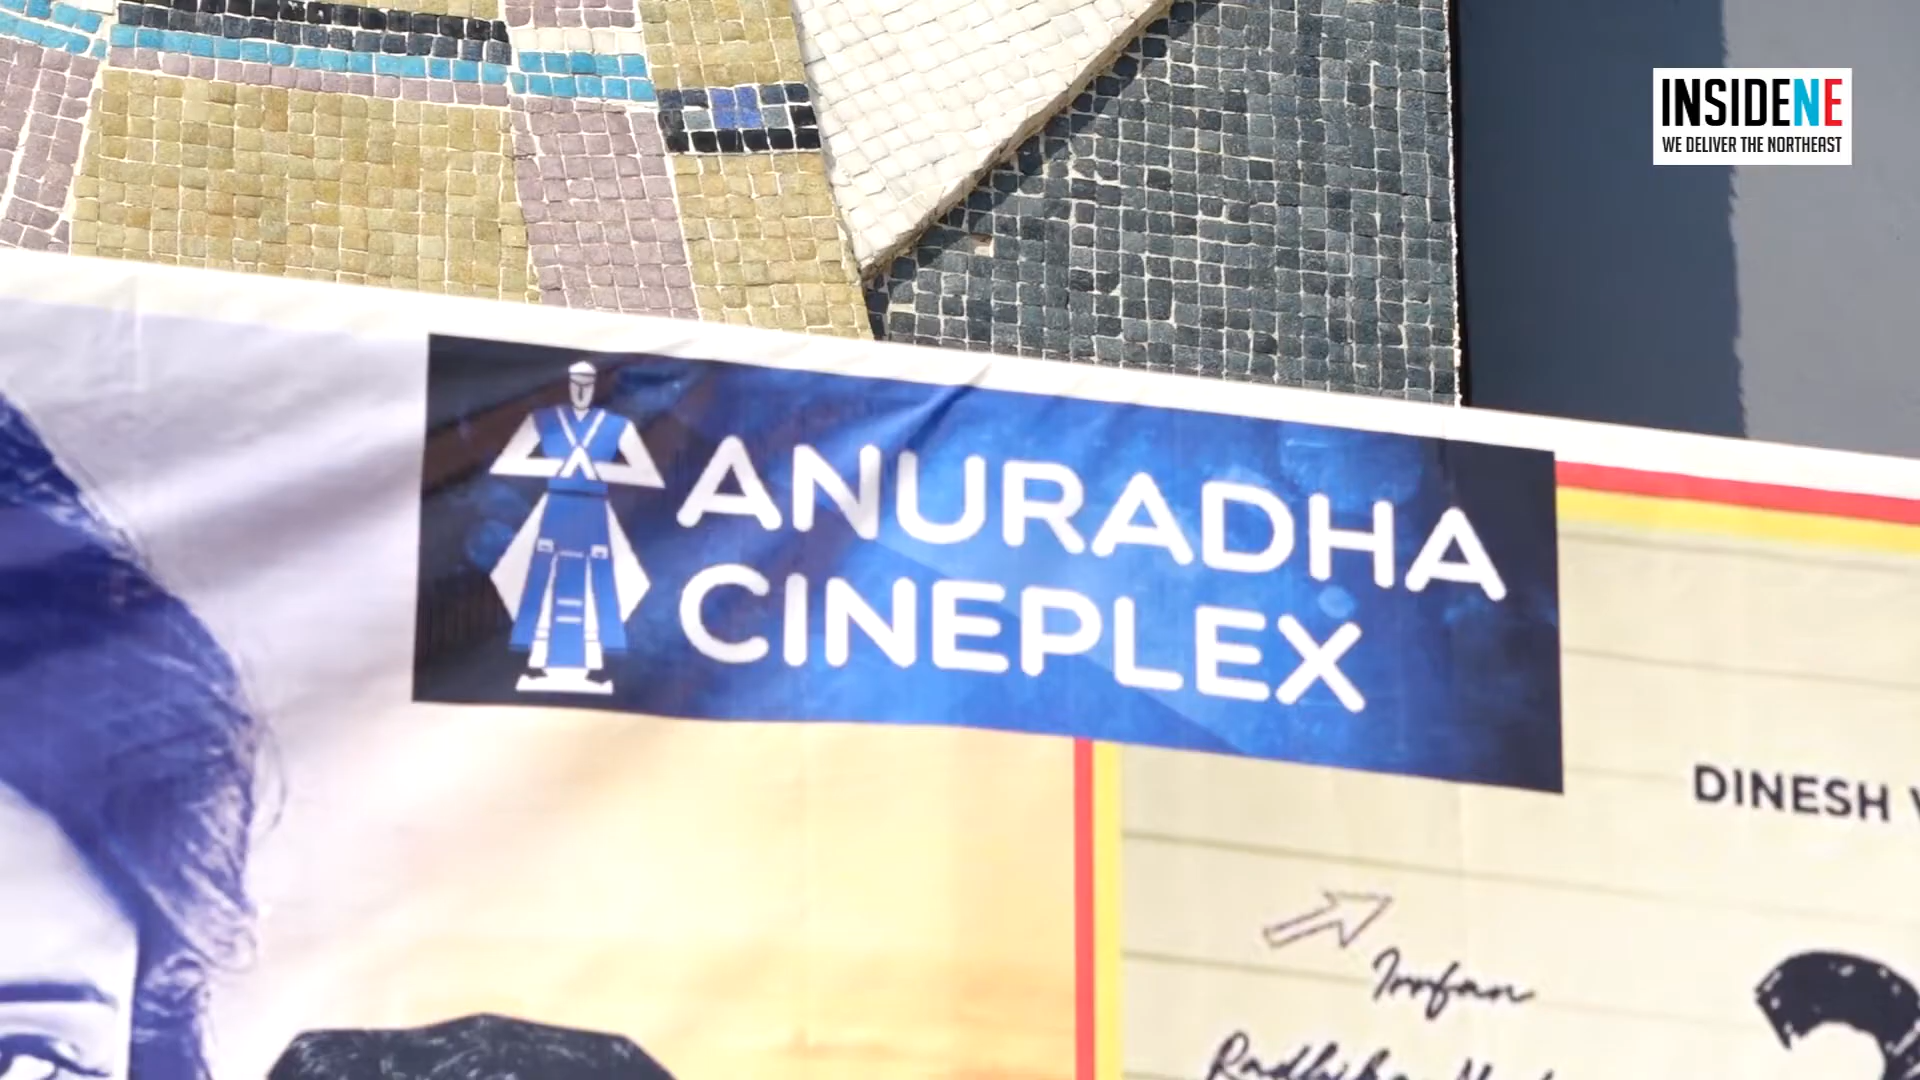 INSIDENE
WE DELIVER THE NORTHEAST
ANURADHA
CINEPLEX
DINESH
Irrfan